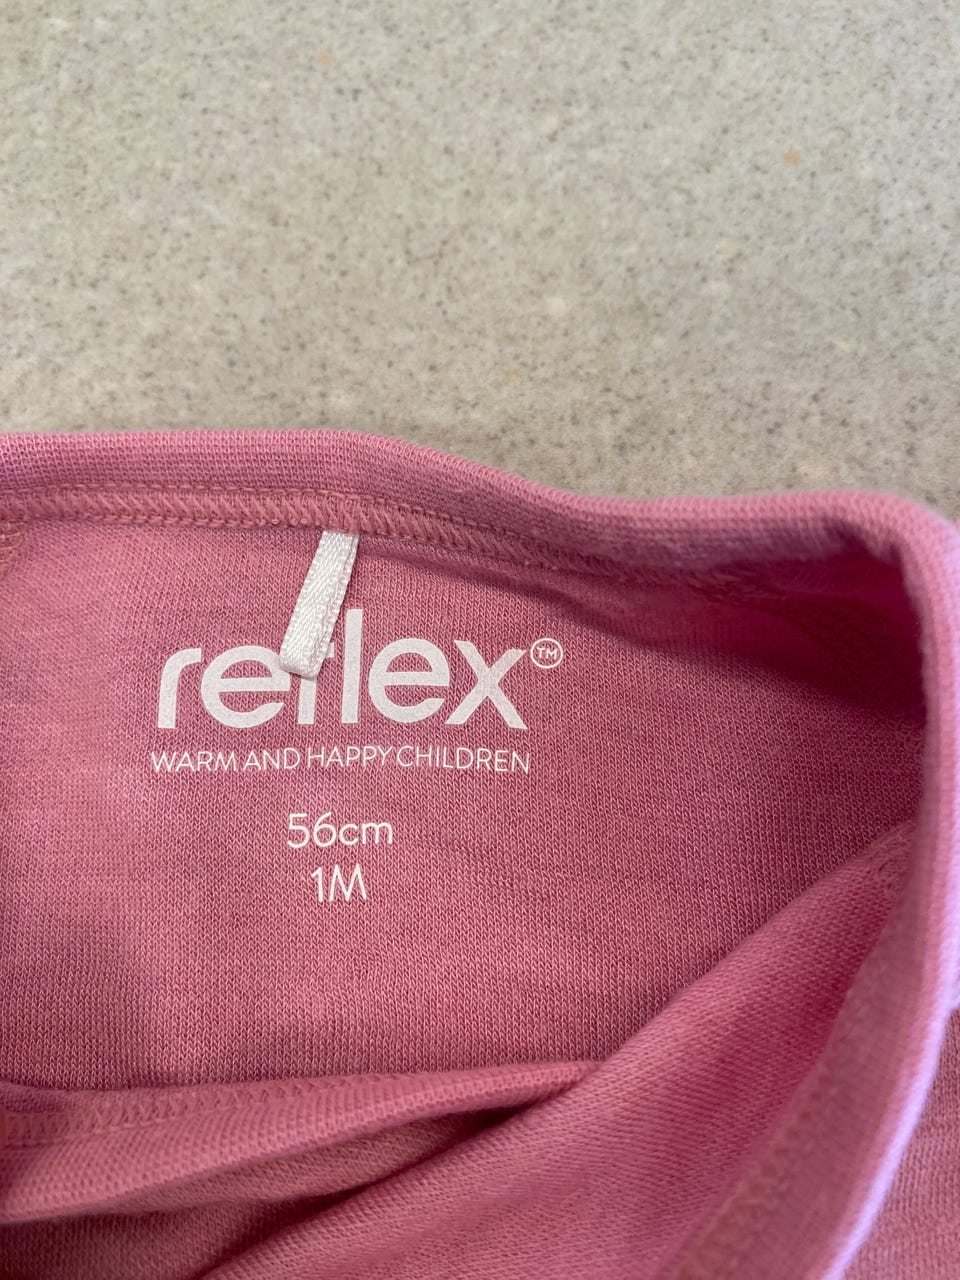 reflex™
WARM AND HAPPY CHILDREN
56cm
1M